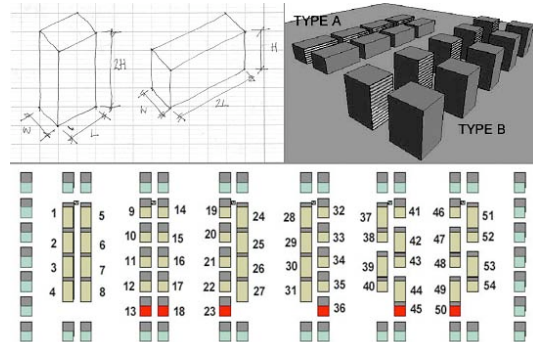 2H
H
W
L
W
2L
TYPE A
TYPE B
1 5 9 14 19 24 28 32 37 41 46 51
2 6 10 15 20 25 29 33 38 42 47 52
3 7 11 16 21 26 30 34 39 43 48 53
4 8 12 17 22 27 31 35 40 44 49 54
13 18 23 36 45 50